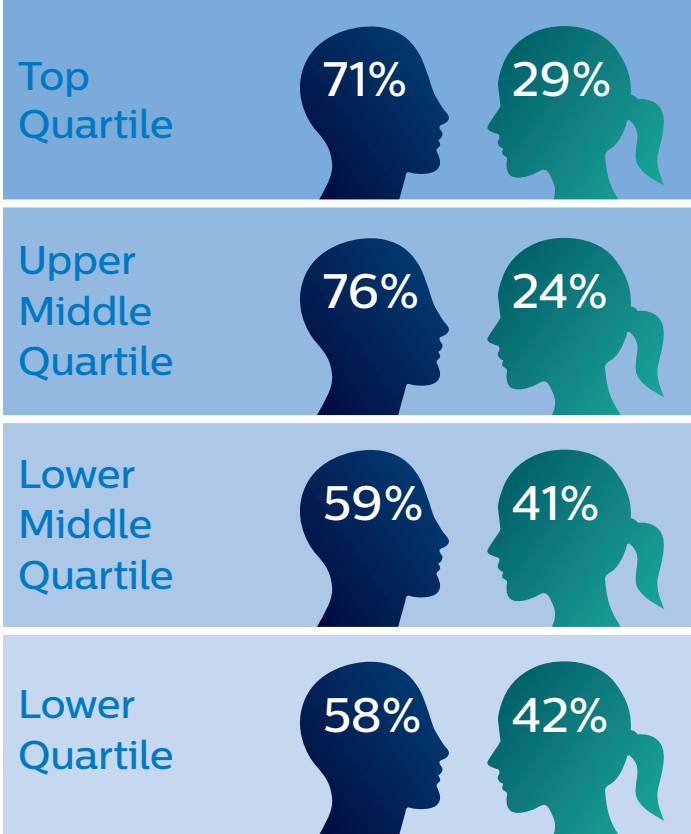 Top
Quartile
71%
29%
Upper
Middle
Quartile
76%
24%
Lower
Middle
Quartile
59%
41%
Lower
Quartile
58%
42%